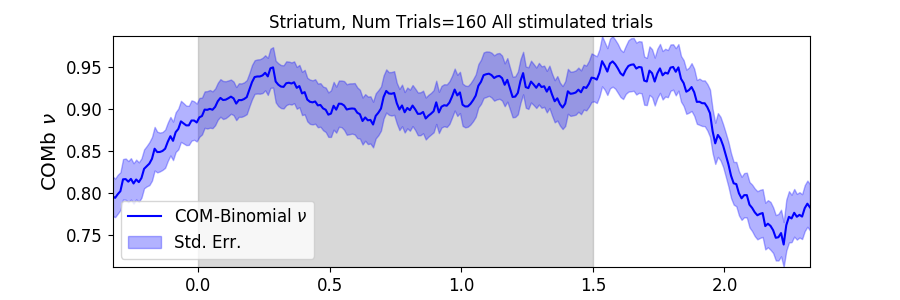 Striatum, Num Trials=160 All stimulated trials
COMb ν
0.95
0.90
0.85
0.80
0.75
COM-Binomial ν
Std. Err.
0.0 0.5 1.0 1.5 2.0